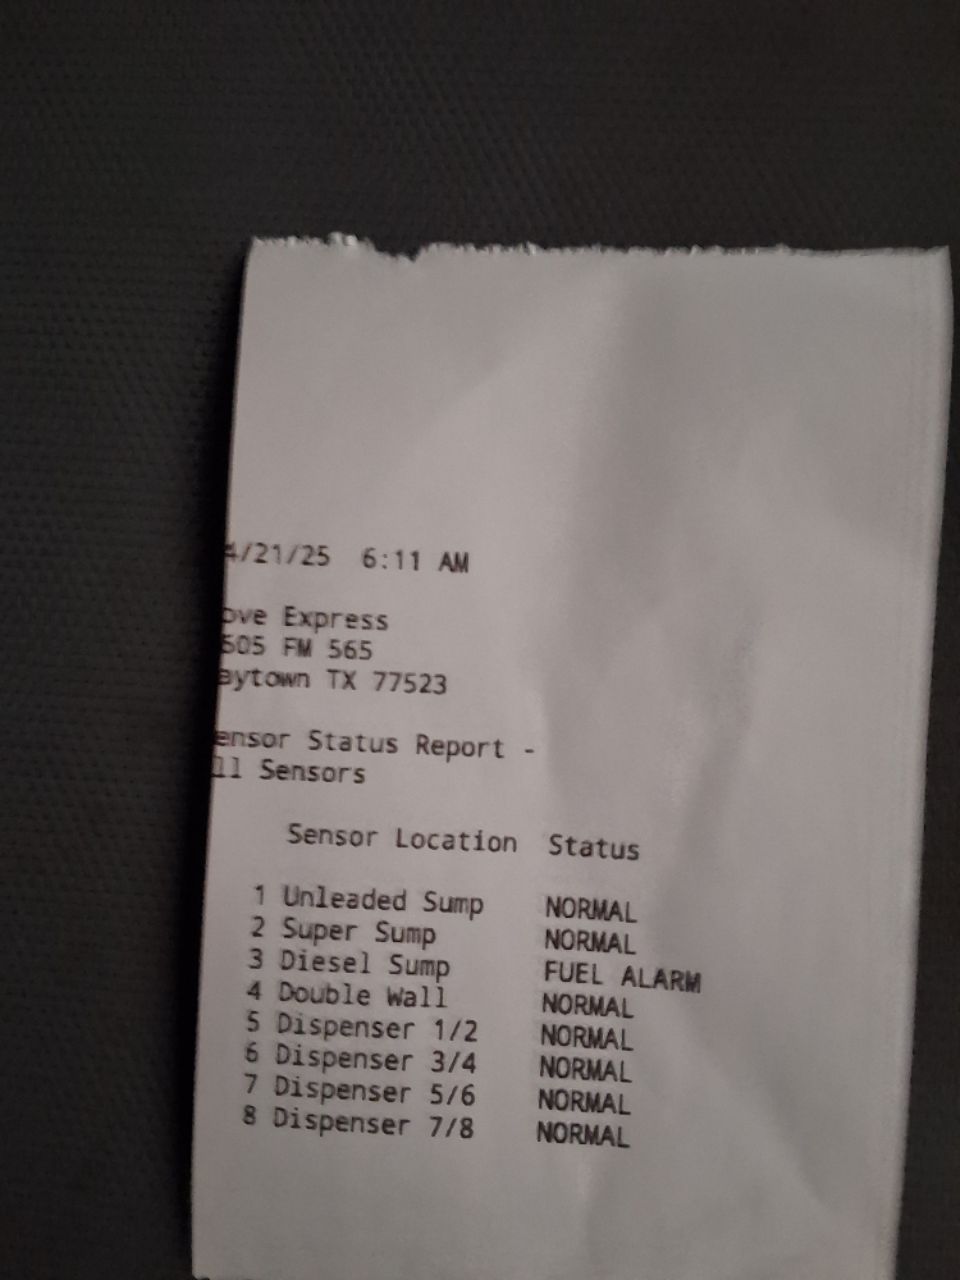 4/21/25 6:11 AM
ove Express
505 FM 565
aytown TX 77523
ensor Status Report -
ll Sensors
Sensor Location Status
1 Unleaded Sump NORMAL
2 Super Sump NORMAL
3 Diesel Sump FUEL ALARM
4 Double Wall NORMAL
5 Dispenser 1/2 NORMAL
6 Dispenser 3/4 NORMAL
7 Dispenser 5/6 NORMAL
8 Dispenser 7/8 NORMAL